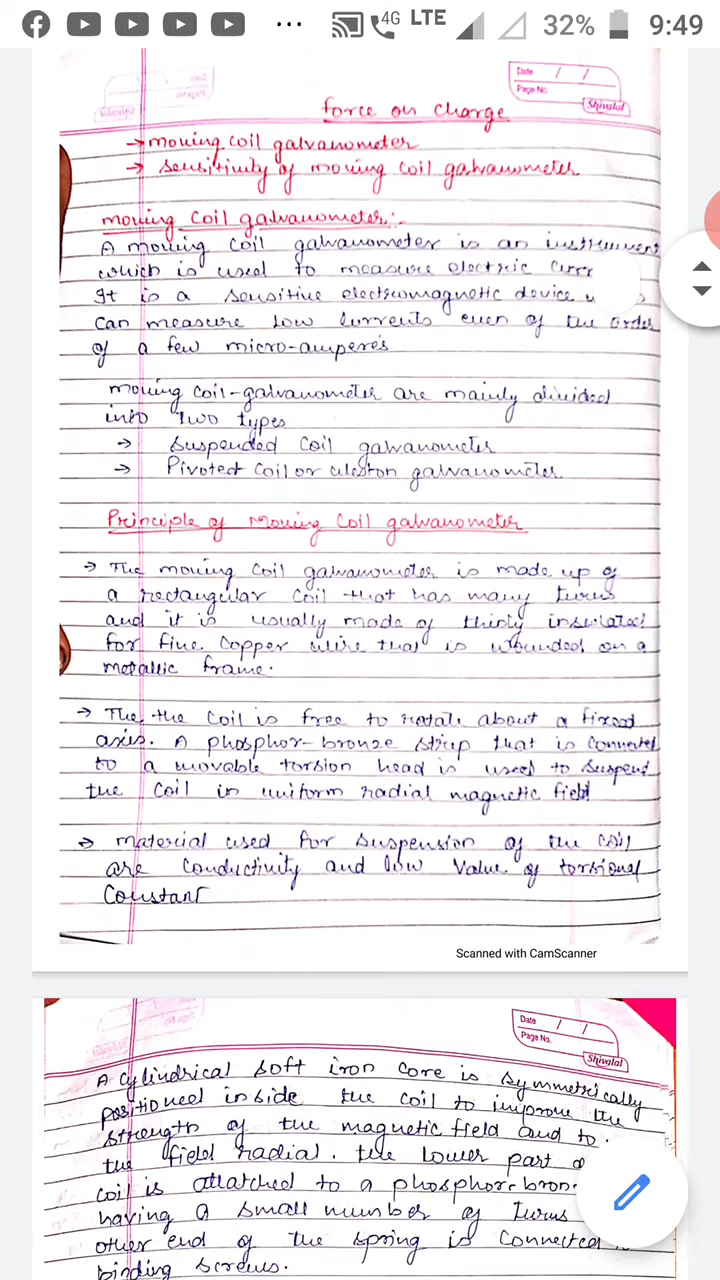 4G LTE 32% 9:49
Date / /
Page No.
Shivalal
force on charge
→ moving coil galvanometer
→ sensitivity of moving coil galvanometer
moving coil galvanometer:-
A moving coil galvanometer is an instrument
which is used to measure electric curr
It is a sensitive electromagnetic device
can measure low currents even of the order
of a few micro-amperes
moving coil-galvanometer are mainly divided
into Two types
→ Suspended coil galvanometer
→ Pivoted coil or weston galvanometer
Principle of Moving Coil galvanometer
→ The moving coil galvanometer is made up of
a rectangular coil that has many turns
and it is usually made of thinly insulated
for fine copper wire that is wounded on a
metallic frame.
→ The the coil is free to rotate about a fixed
axis. A phosphor-bronze strip that is connected
to a movable torsion head is used to suspend
the coil in uniform radial magnetic field
→ material used for suspension of the coil
are conductivity and low value of torsional
constant
Scanned with CamScanner
Date / /
Page No.
Shivalal
A cylindrical soft iron core is symmetrically
positioned inside the coil to improve the
strength of the magnetic field and to
the field radial. the lower part
coil is attatched to a phosphor-bron
having a small number of turns
other end of the spring is connected
binding screws.